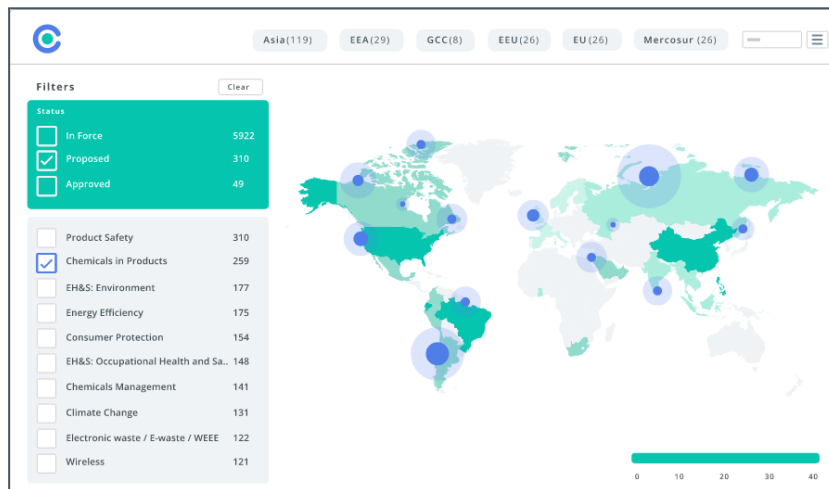 Asia(119) EEA(29) GCC(8) EEU(26) EU(26) Mercosur (26)
Filters Clear
Status
In Force 5922
Proposed 310
Approved 49
Product Safety 310
Chemicals in Products 259
EH&S: Environment 177
Energy Efficiency 175
Consumer Protection 154
EH&S: Occupational Health and Sa.. 148
Chemicals Management 141
Climate Change 131
Electronic waste / E-waste / WEEE 122
Wireless 121
0 10 20 30 40